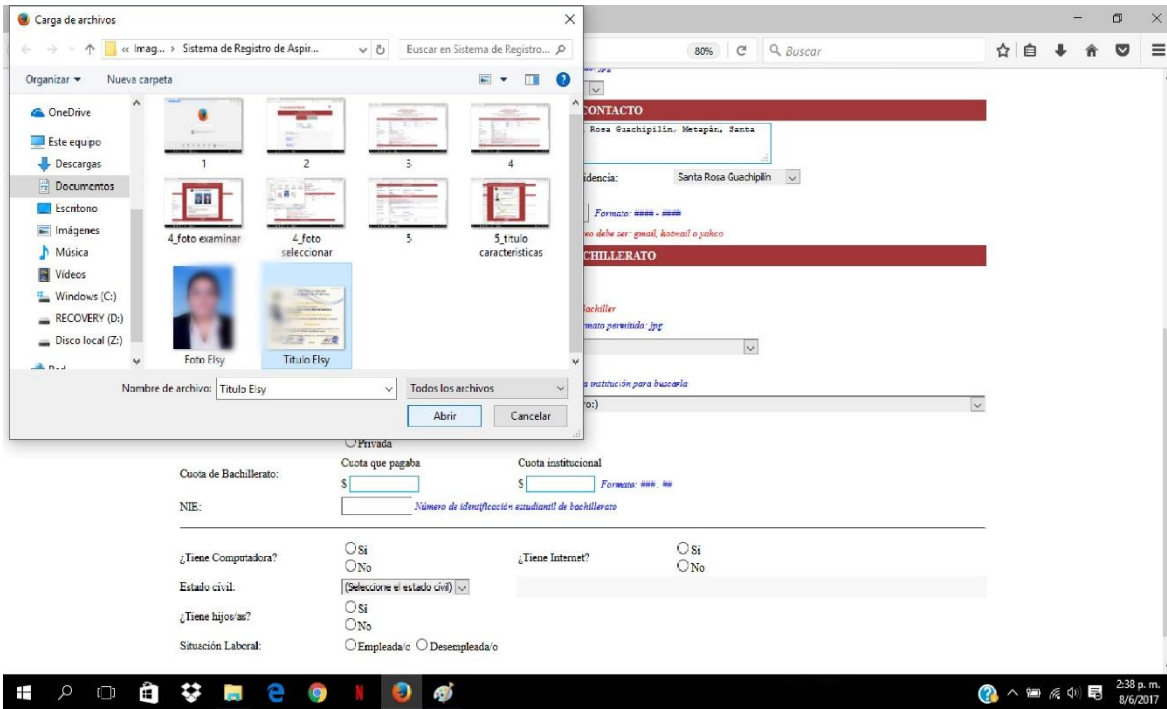 Carga de archivos
« Imag... › Sistema de Registro de Aspir...
Buscar en Sistema de Registro...
Organizar
Nueva carpeta
OneDrive
Este equipo
Descargas
Documentos
Escritorio
Imágenes
Música
Vídeos
Windows (C:)
RECOVERY (D:)
Disco local (Z:)
1
2
3
4
4_foto examinar
4_foto
seleccionar
5
5_titulo
caracteristicas
Foto Elsy
Titulo Elsy
Nombre de archivo: Titulo Elsy
Todos los archivos
Abrir
Cancelar
80%
Buscar
CONTACTO
Rosa Guachipilin, Metapán, Santa
idencia: Santa Rosa Guachipilín
Formato: #### - ####
debe ser: gmail, hotmail o yahoo
CHILLERATO
achiller
mato permitido: jpg
institución para buscarla
ro:)
Privada
Cuota de Bachillerato:
Cuota que pagaba
Cuota institucional
$
$
Formato: ### . ##
NIE:
Número de identificación estudiantil de bachillerato
¿Tiene Computadora?
Si
No
¿Tiene Internet?
Si
No
Estado civil:
(Seleccione el estado civil)
¿Tiene hijos/as?
Si
No
Situación Laboral:
Empleada/o
Desempleada/o
2:38 p. m.
8/6/2017